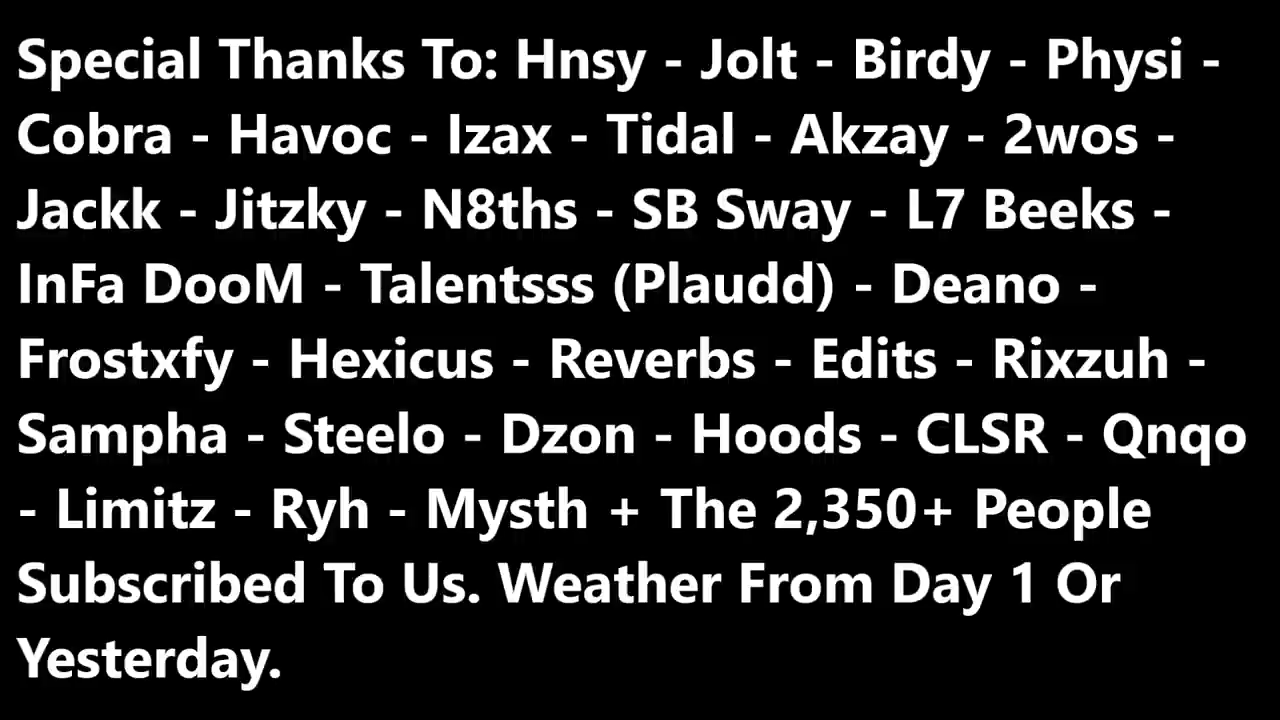 Special Thanks To: Hnsy - Jolt - Birdy - Physi -
Cobra - Havoc - Izax - Tidal - Akzay - 2wos -
Jackk - Jitzky - N8ths - SB Sway - L7 Beeks -
InFa DooM - Talentsss (Plaudd) - Deano -
Frostxfy - Hexicus - Reverbs - Edits - Rixzuh -
Sampha - Steelo - Dzon - Hoods - CLSR - Qnqo
- Limitz - Ryh - Mysth + The 2,350+ People
Subscribed To Us. Weather From Day 1 Or
Yesterday.